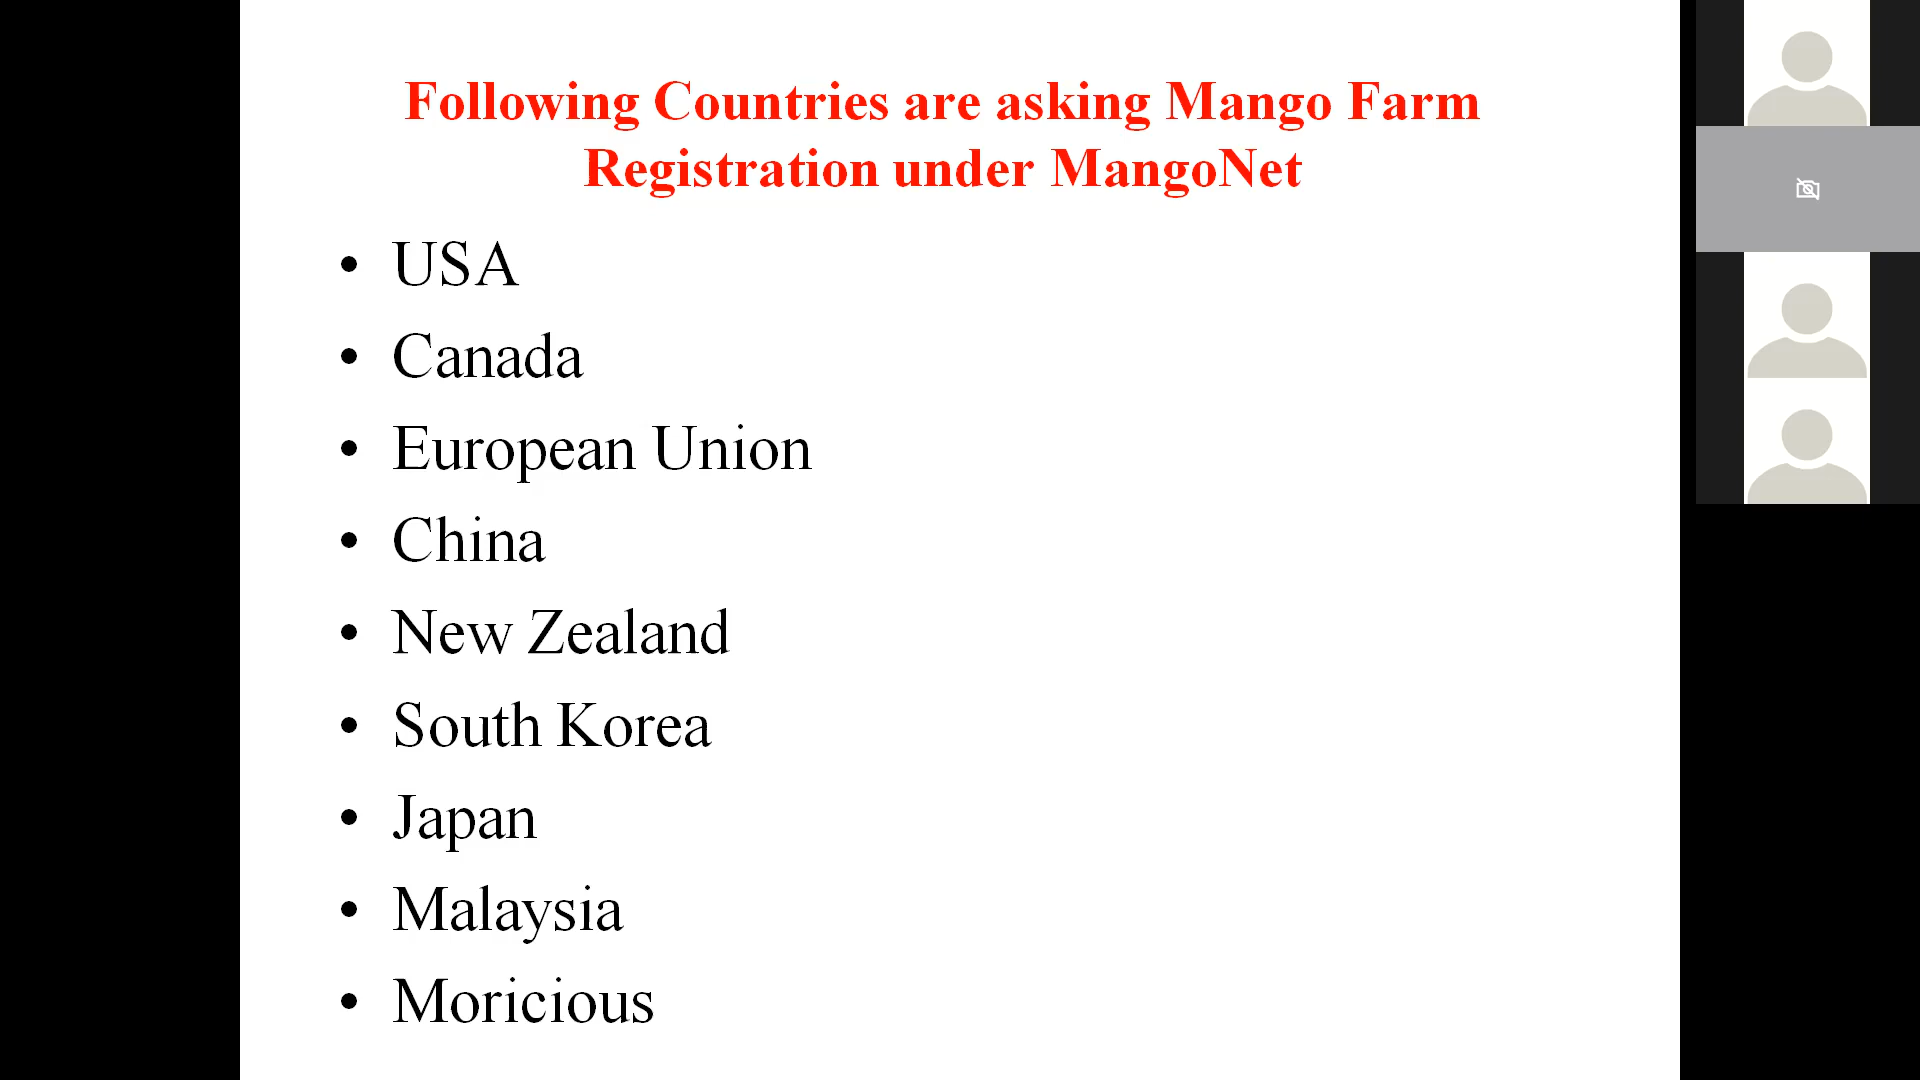 Following Countries are asking Mango Farm
Registration under MangoNet
• USA
• Canada
• European Union
• China
• New Zealand
• South Korea
• Japan
• Malaysia
• Moricious